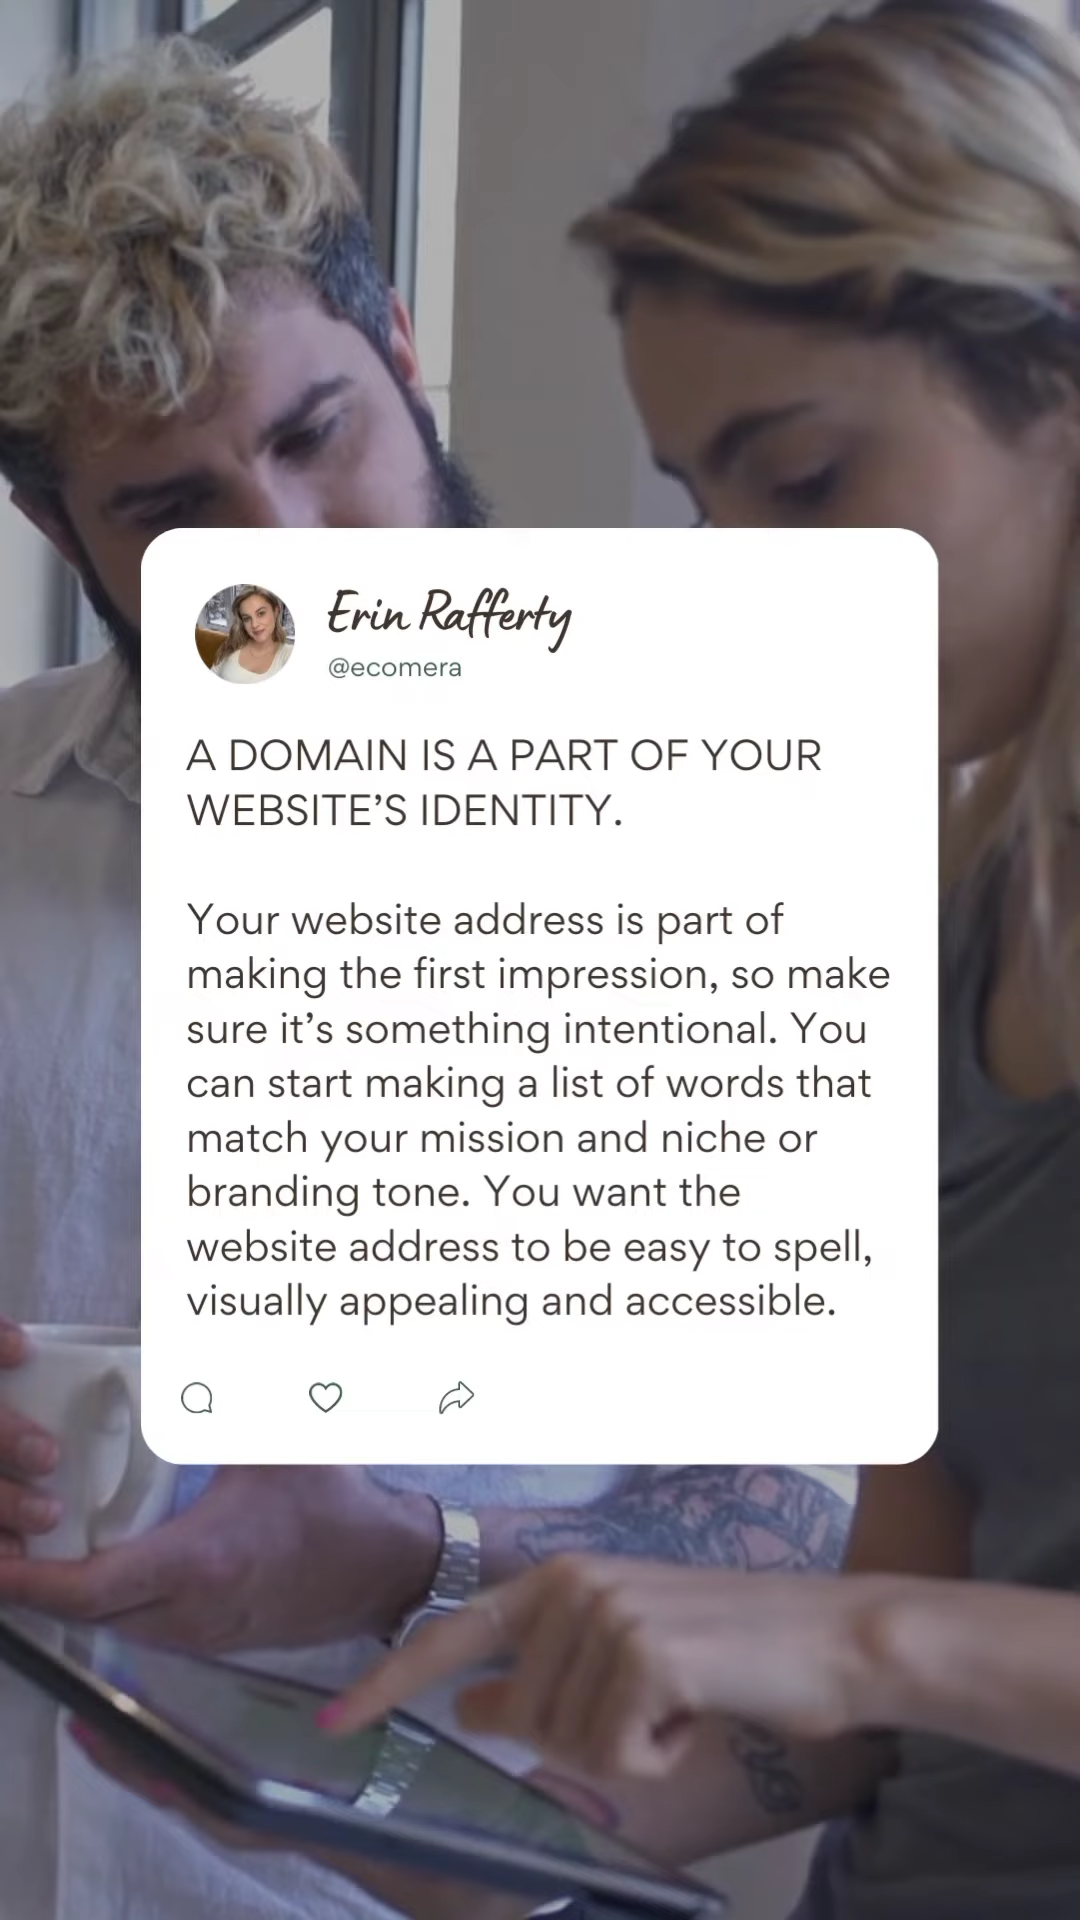 Erin Rafferty
@ecomera
A DOMAIN IS A PART OF YOUR
WEBSITE’S IDENTITY.
Your website address is part of
making the first impression, so make
sure it’s something intentional. You
can start making a list of words that
match your mission and niche or
branding tone. You want the
website address to be easy to spell,
visually appealing and accessible.